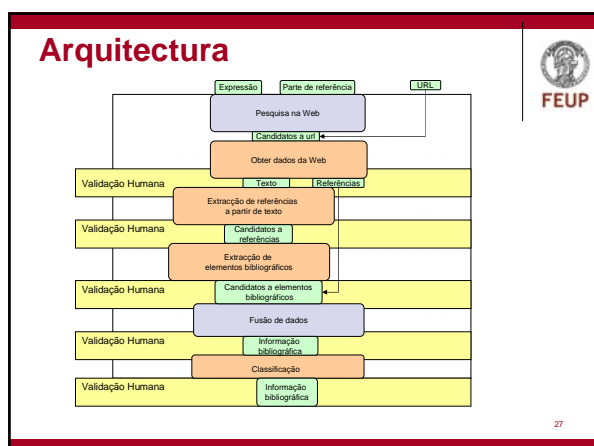 Arquitectura
FEUP
Expressão
Parte de referência
URL
Pesquisa na Web
Candidatos a url
Obter dados da Web
Validação Humana
Texto
Referências
Extracção de referências
a partir de texto
Validação Humana
Candidatos a
referências
Extracção de
elementos bibliográficos
Validação Humana
Candidatos a elementos
bibliográficos
Fusão de dados
Validação Humana
Informação
bibliográfica
Classificação
Validação Humana
Informação
bibliográfica
27